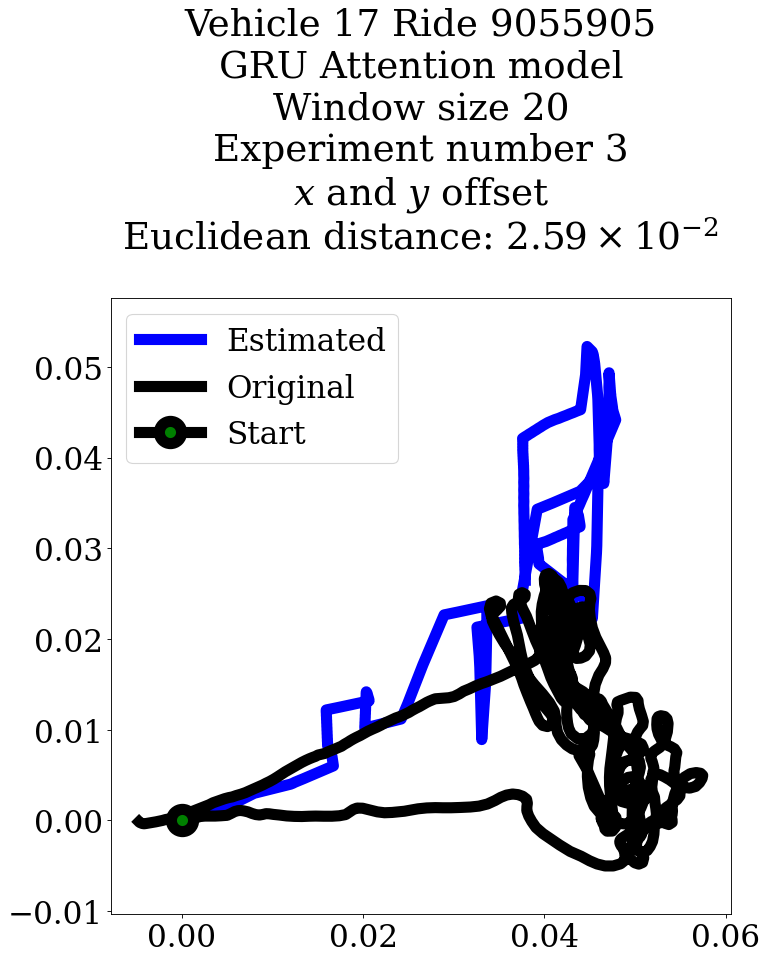 Vehicle 17 Ride 9055905
GRU Attention model
Window size 20
Experiment number 3
x and y offset
Euclidean distance: 2.59 × 10⁻²
Estimated
Original
Start
0.05
0.04
0.03
0.02
0.01
0.00
−0.01
0.00 0.02 0.04 0.06